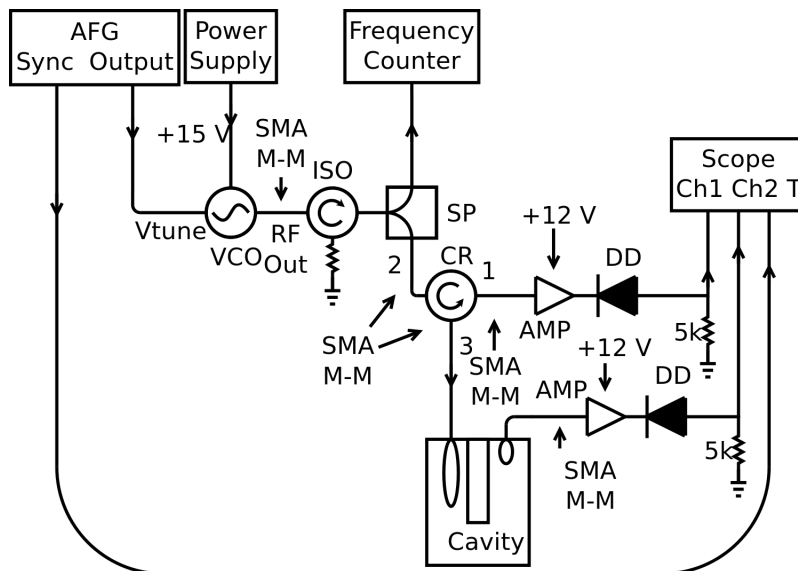 AFG
Sync Output
Power
Supply
Frequency
Counter
+15 V
SMA
M-M
ISO
Scope
Ch1 Ch2 T
Vtune
VCO
RF
Out
SP
+12 V
2
CR
1
DD
AMP
5k
SMA
M-M
3
SMA
M-M
+12 V
AMP
DD
5k
SMA
M-M
Cavity